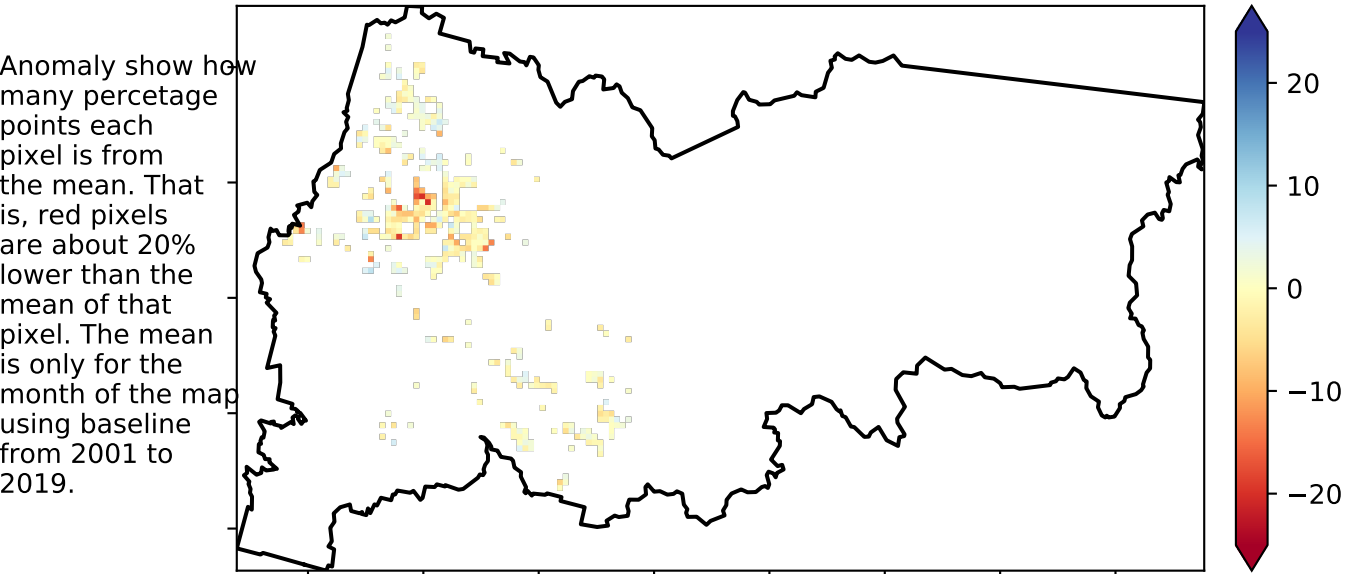 Anomaly show how
many percetage
points each
pixel is from
the mean. That
is, red pixels
are about 20%
lower than the
mean of that
pixel. The mean
is only for the
month of the map
using baseline
from 2001 to
2019.
20
10
0
−10
−20